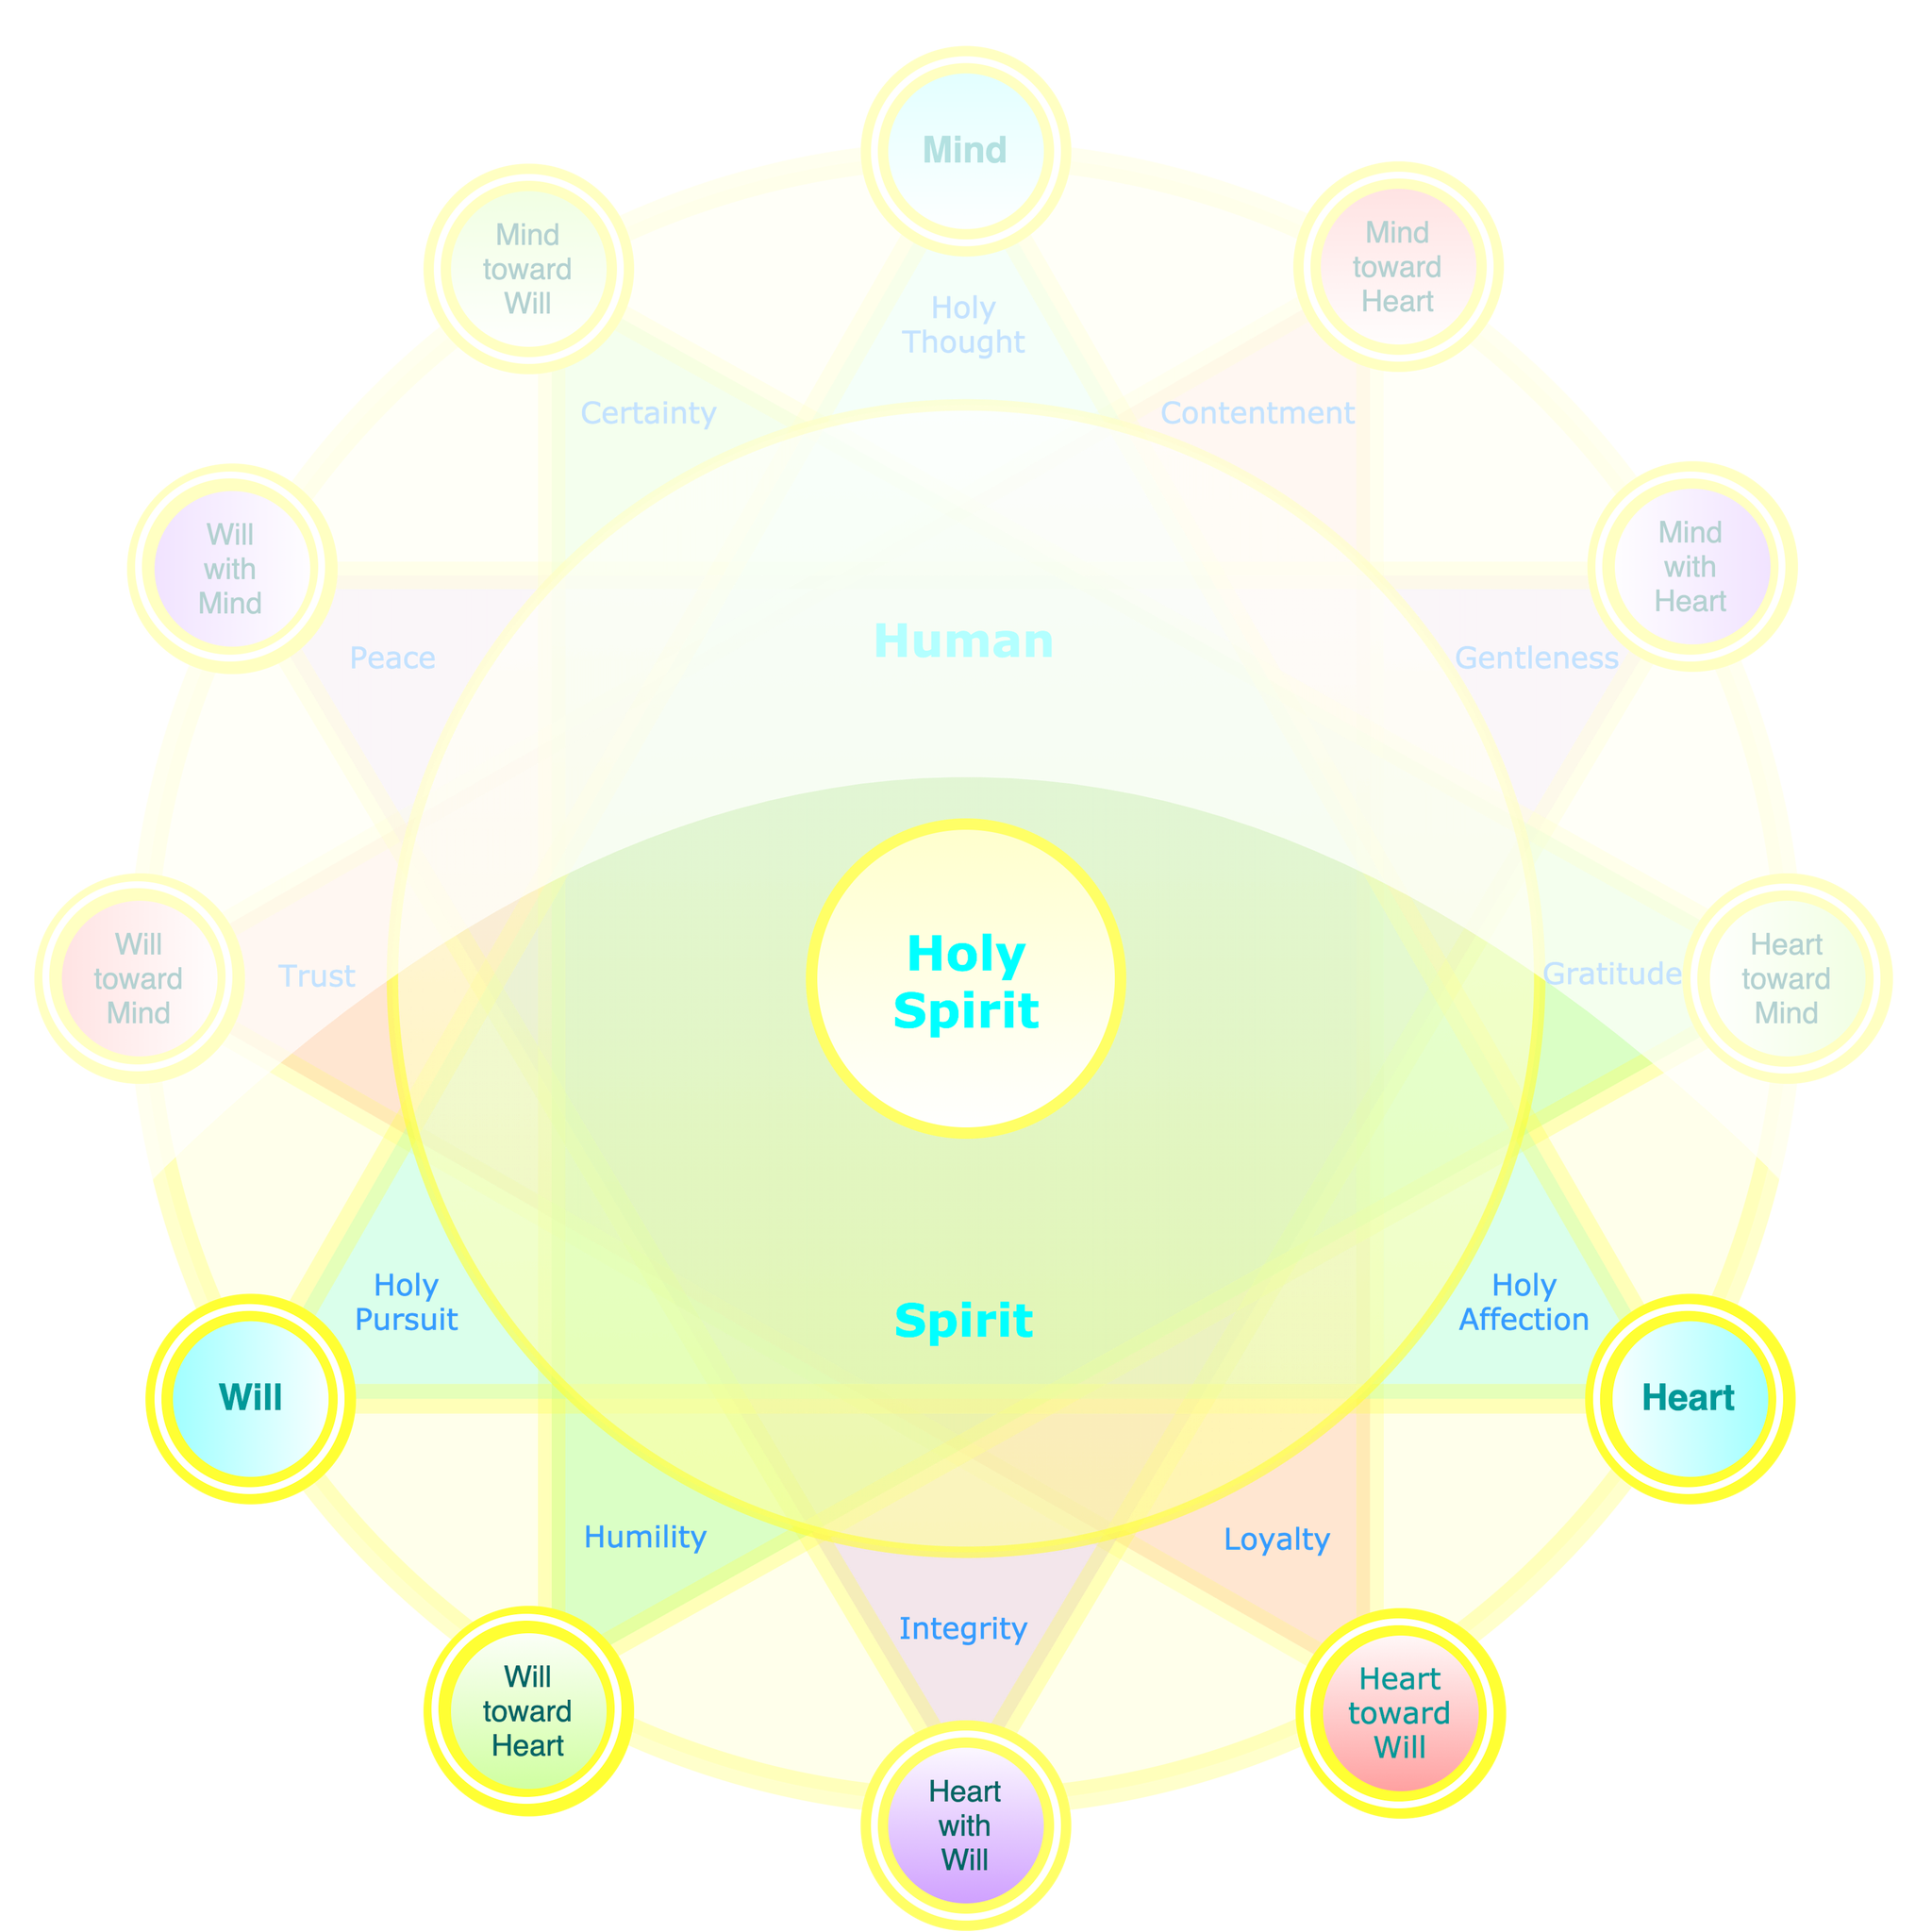 Mind
Mind
toward
Will
Mind
toward
Heart
Holy
Thought
Certainty
Contentment
Will
with
Mind
Mind
with
Heart
Human
Peace
Gentleness
Will
toward
Mind
Trust
Holy
Spirit
Gratitude
Heart
toward
Mind
Holy
Pursuit
Spirit
Holy
Affection
Will
Heart
Humility
Loyalty
Integrity
Will
toward
Heart
Heart
toward
Will
Heart
with
Will